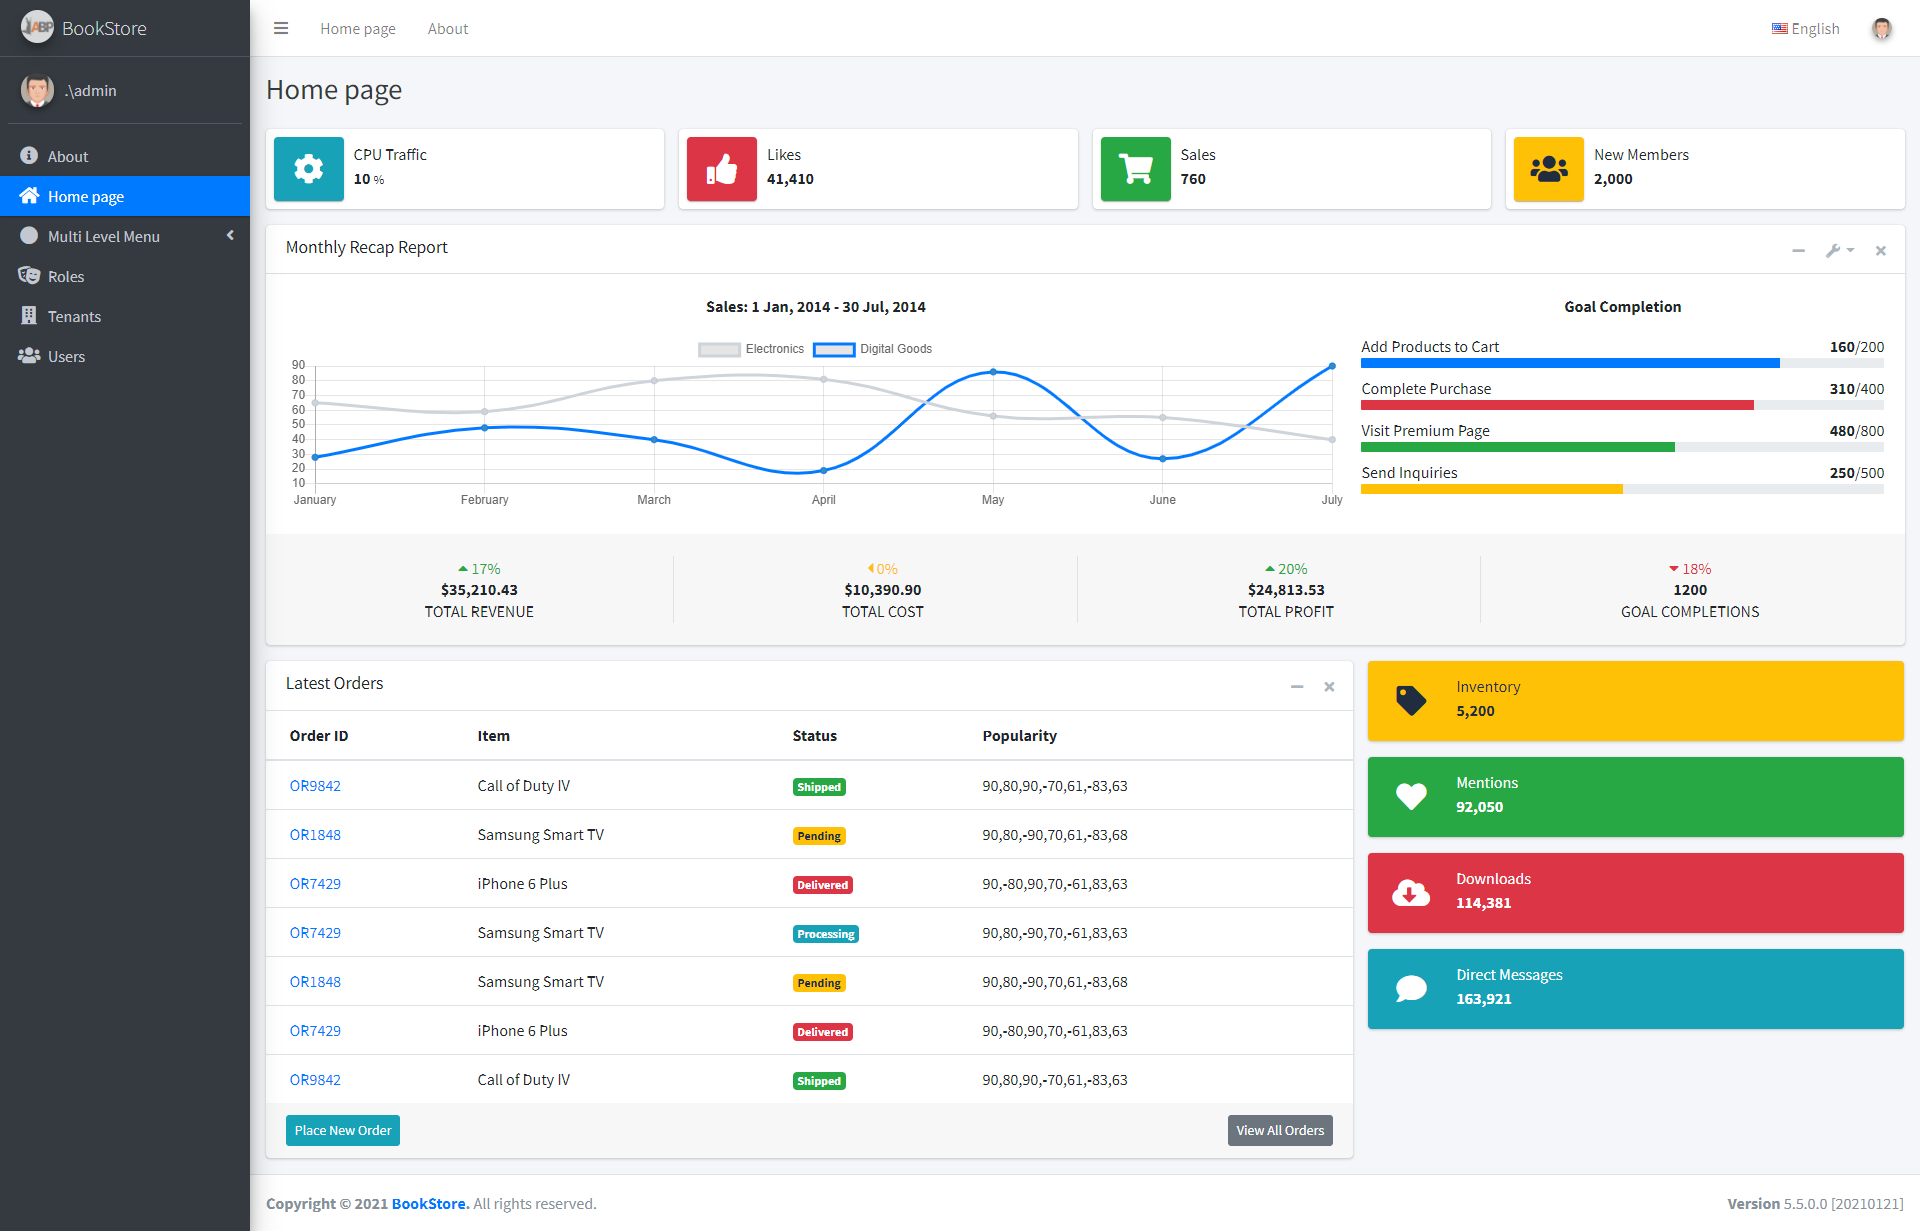 BookStore
Home page
About
English
.\admin
About
Home page
Multi Level Menu
Roles
Tenants
Users
Home page
CPU Traffic
10 %
Likes
41,410
Sales
760
New Members
2,000
Monthly Recap Report
Sales: 1 Jan, 2014 - 30 Jul, 2014
Electronics
Digital Goods
90
80
70
60
50
40
30
20
10
January
February
March
April
May
June
July
Goal Completion
Add Products to Cart 160/200
Complete Purchase 310/400
Visit Premium Page 480/800
Send Inquiries 250/500
17%
$35,210.43
TOTAL REVENUE
0%
$10,390.90
TOTAL COST
20%
$24,813.53
TOTAL PROFIT
18%
1200
GOAL COMPLETIONS
Latest Orders
Order ID Item Status Popularity
OR9842 Call of Duty IV Shipped 90,80,90,-70,61,-83,63
OR1848 Samsung Smart TV Pending 90,80,-90,70,61,-83,68
OR7429 iPhone 6 Plus Delivered 90,-80,90,70,-61,83,63
OR7429 Samsung Smart TV Processing 90,80,-90,70,-61,83,63
OR1848 Samsung Smart TV Pending 90,80,-90,70,61,-83,68
OR7429 iPhone 6 Plus Delivered 90,-80,90,70,-61,83,63
OR9842 Call of Duty IV Shipped 90,80,90,-70,61,-83,63
Place New Order
View All Orders
Inventory
5,200
Mentions
92,050
Downloads
114,381
Direct Messages
163,921
Copyright © 2021 BookStore. All rights reserved.
Version 5.5.0.0 [20210121]